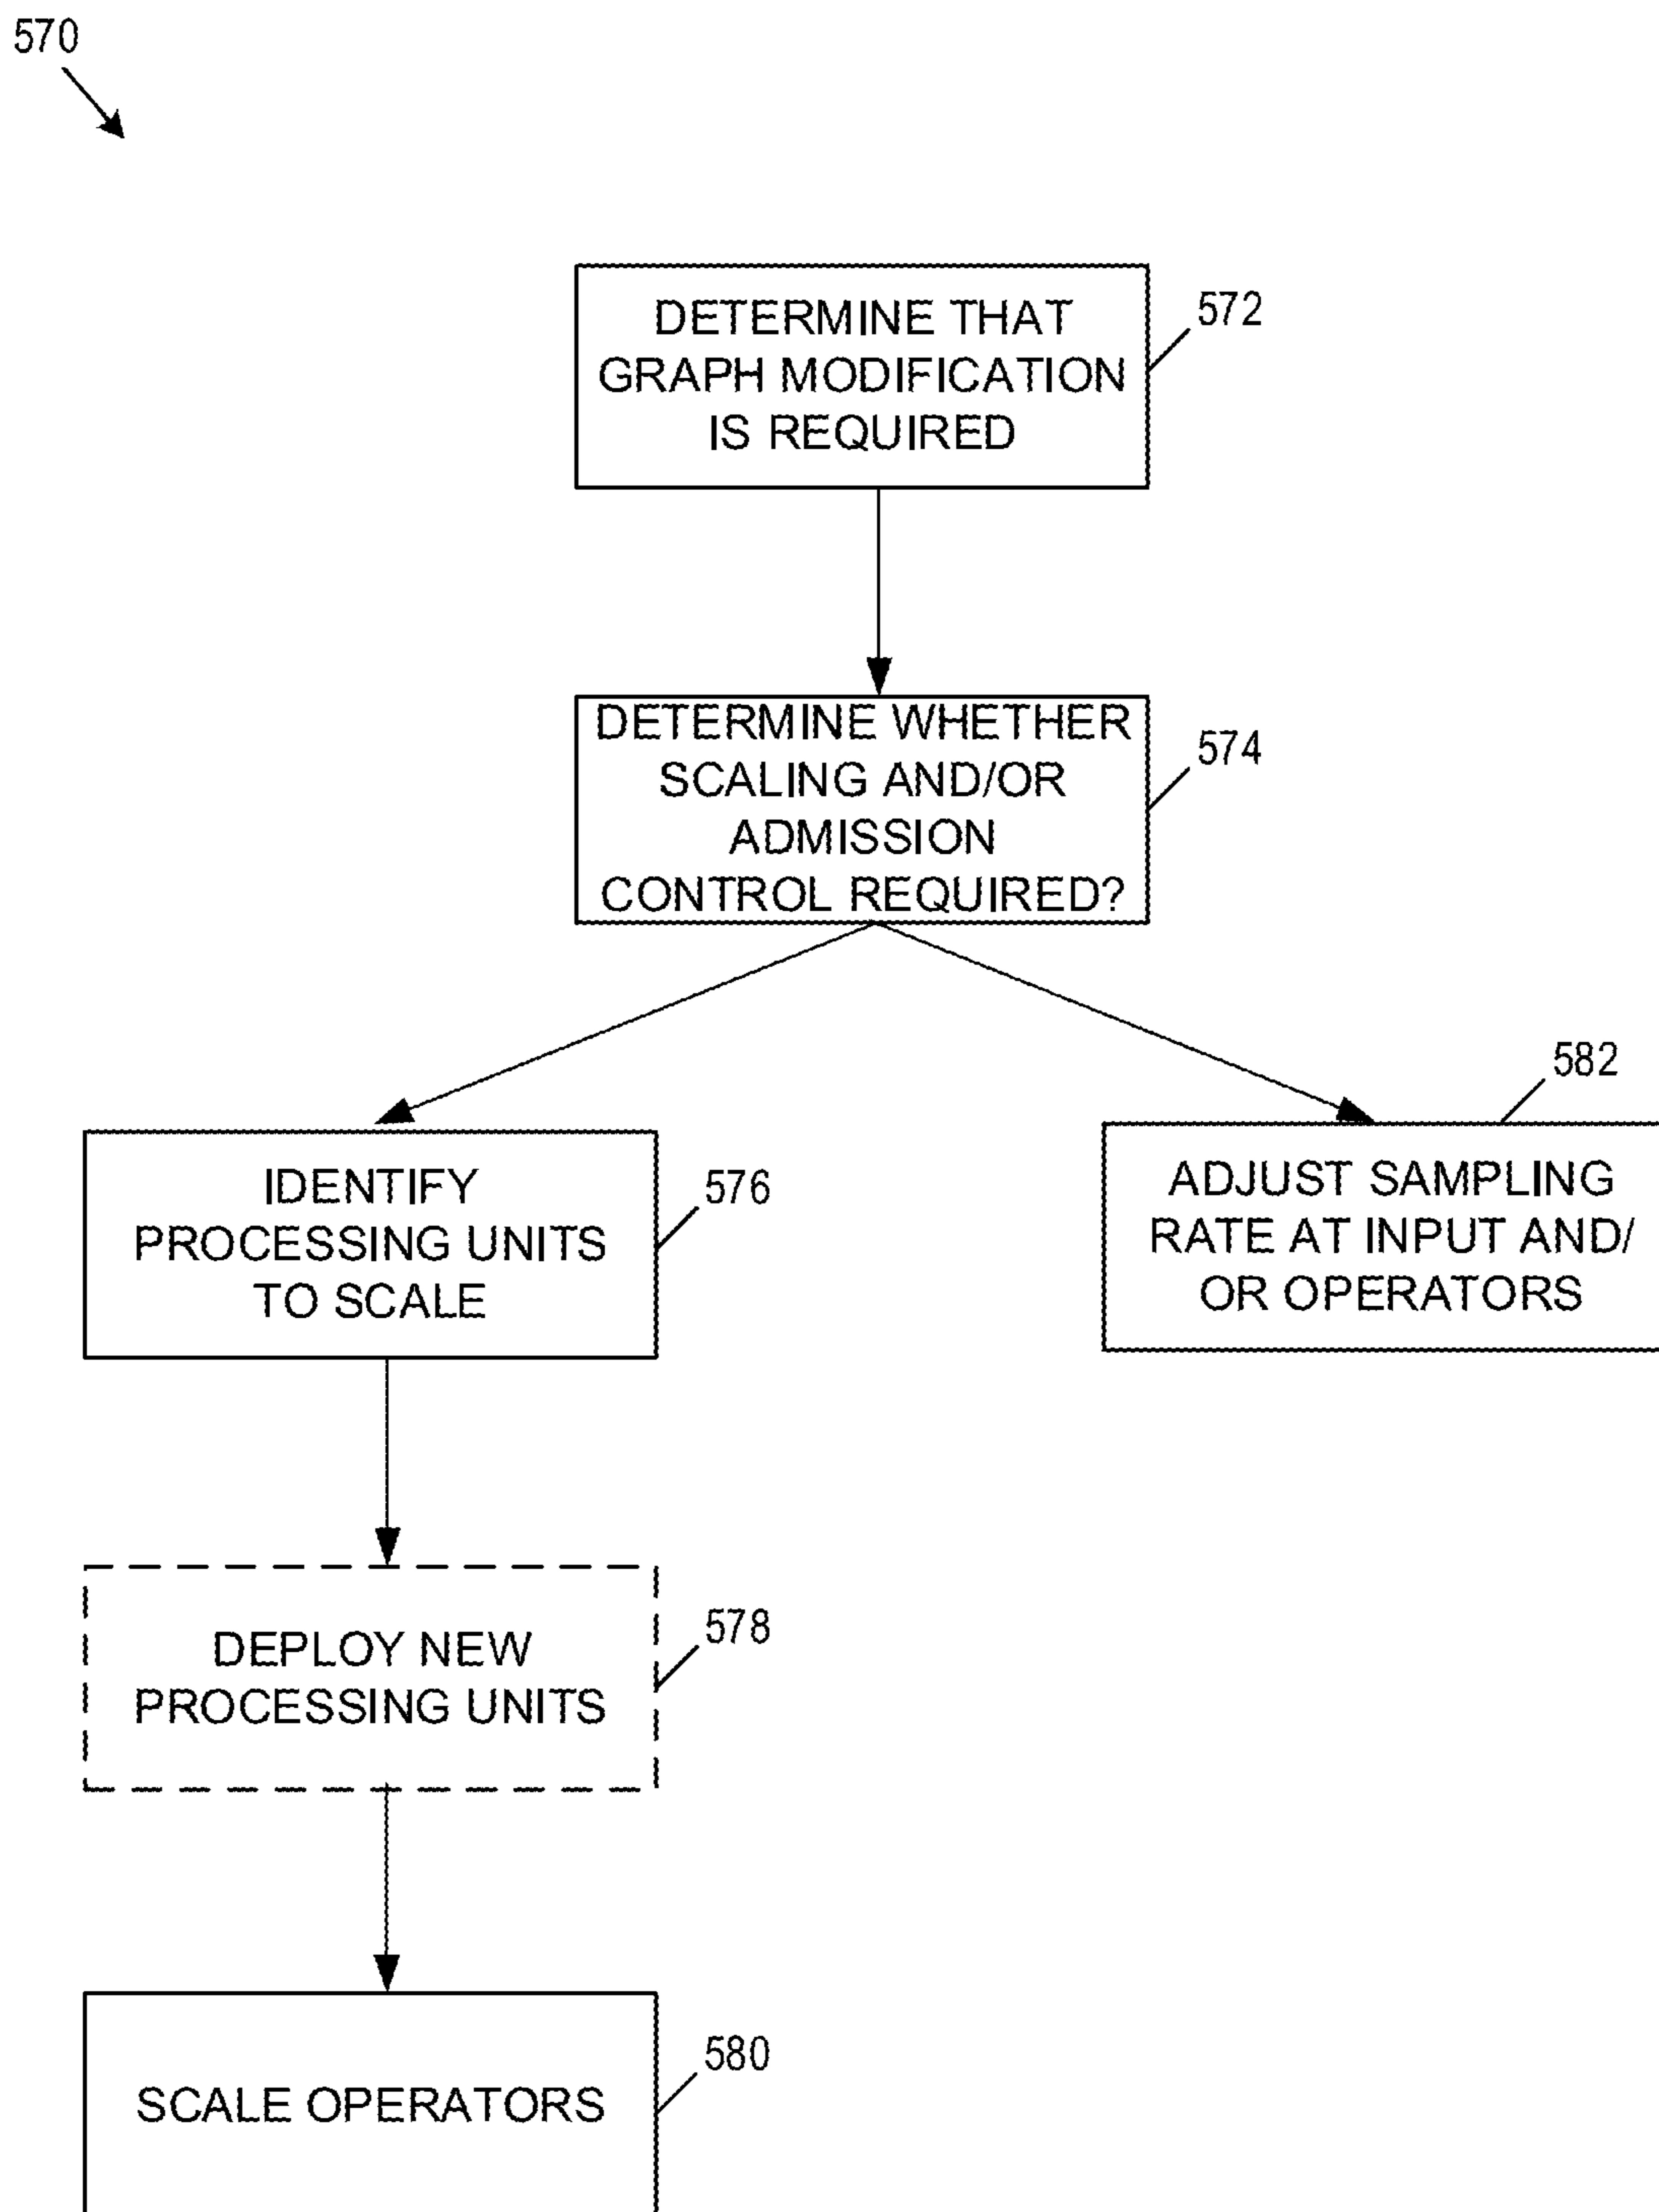 570
DETERMINE THAT
GRAPH MODIFICATION
IS REQUIRED
572
DETERMINE WHETHER
SCALING AND/OR
ADMISSION
CONTROL REQUIRED?
574
IDENTIFY
PROCESSING UNITS
TO SCALE
576
582
ADJUST SAMPLING
RATE AT INPUT AND/
OR OPERATORS
DEPLOY NEW
PROCESSING UNITS
578
SCALE OPERATORS
580